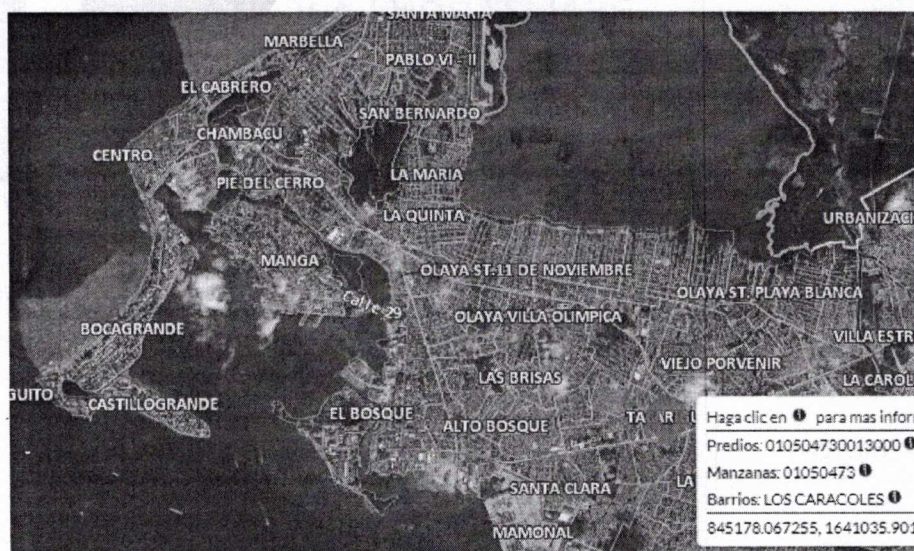 SANTA MARIA
MARBELLA
PABLO VI - II
EL CABRERO
SAN BERNARDO
CHAMBACU
CENTRO
LA MARIA
PIE DEL CERRO
LA QUINTA
URBANIZACI
MANGA
OLAYA ST.11 DE NOVIEMBRE
OLAYA ST. PLAYA BLANCA
Calle 29
OLAYA VILLA OLIMPICA
BOCAGRANDE
VILLA ESTR
VIEJO PORVENIR
LAS BRISAS
LA CAROL
GUITO
CASTILLOGRANDE
EL BOSQUE
ALTO BOSQUE
SANTA CLARA
LA
MAMONAL
Haga clic en para mas infor
Predios: 010504730013000
Manzanas: 01050473
Barrios: LOS CARACOLES
845178.067255, 1641035.901